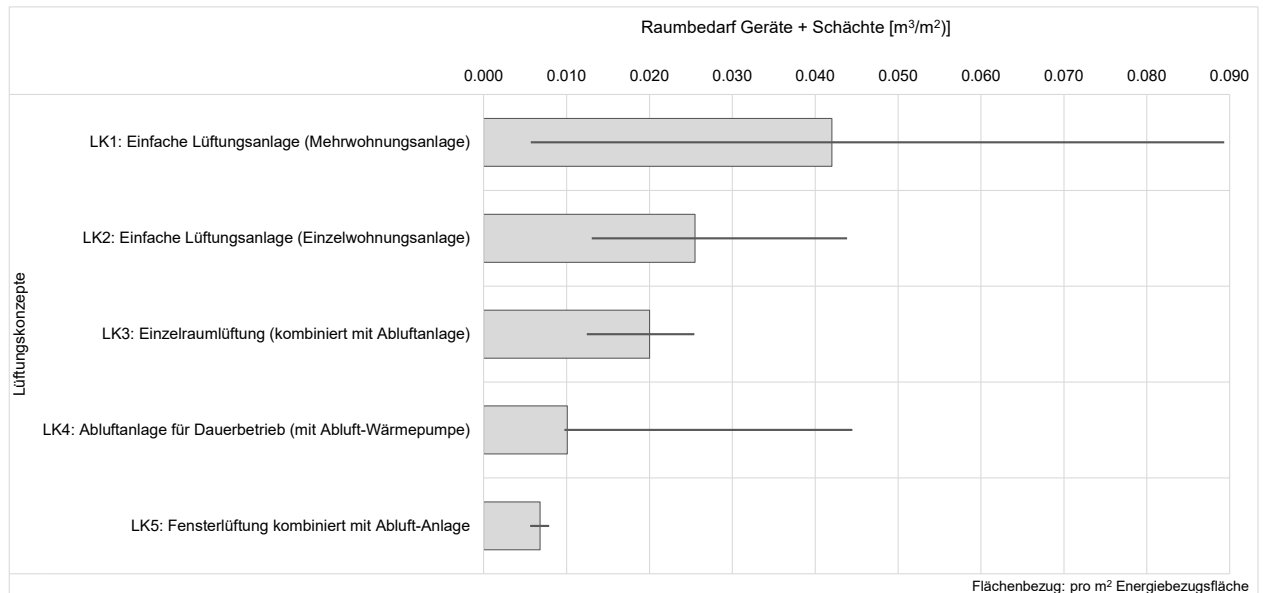 Raumbedarf Geräte + Schächte [m³/m²)]
0.000 0.010 0.020 0.030 0.040 0.050 0.060 0.070 0.080 0.090
Lüftungskonzepte
LK1: Einfache Lüftungsanlage (Mehrwohnungsanlage)
LK2: Einfache Lüftungsanlage (Einzelwohnungsanlage)
LK3: Einzelraumlüftung (kombiniert mit Abluftanlage)
LK4: Abluftanlage für Dauerbetrieb (mit Abluft-Wärmepumpe)
LK5: Fensterlüftung kombiniert mit Abluft-Anlage
Flächenbezug: pro m² Energiebezugsfläche